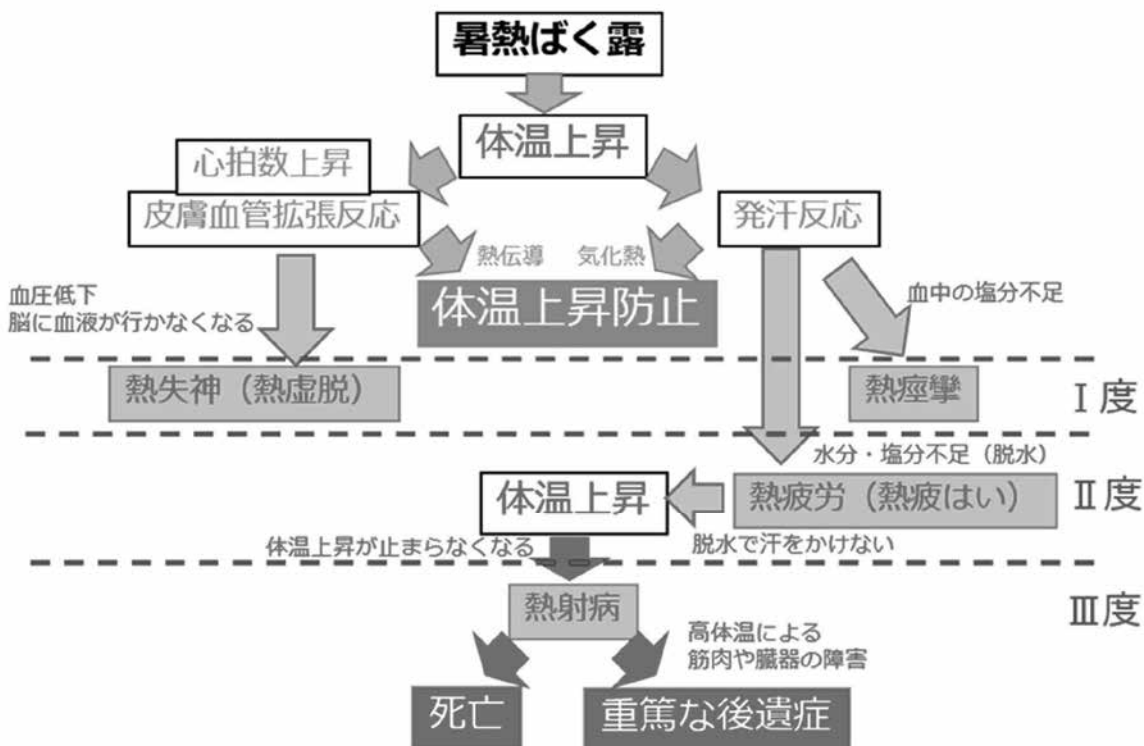 暑熱ばく露
体温上昇
心拍数上昇
皮膚血管拡張反応
発汗反応
熱伝導
気化熱
体温上昇防止
血圧低下
脳に血液が行かなくなる
血中の塩分不足
熱失神（熱虚脱）
熱痙攣
Ⅰ度
水分・塩分不足（脱水）
体温上昇
熱疲労（熱疲はい）
Ⅱ度
体温上昇が止まらなくなる
脱水で汗をかけない
熱射病
Ⅲ度
高体温による
筋肉や臓器の障害
死亡
重篤な後遺症